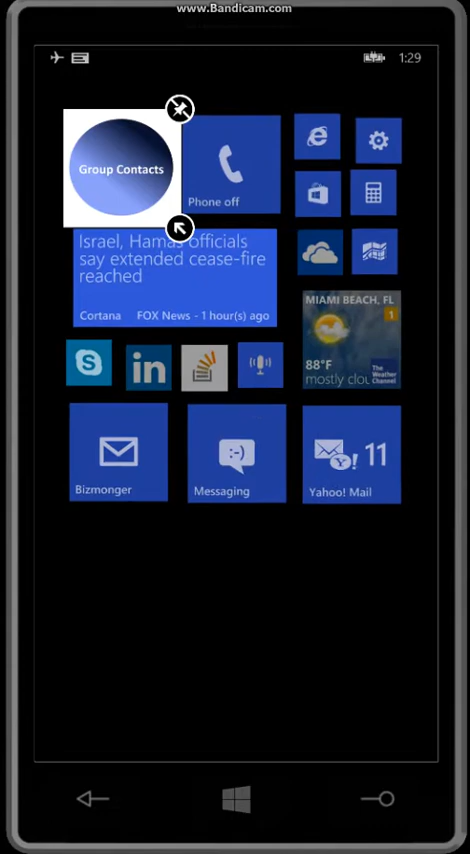 www.Bandicam.com
1:29
Group Contacts
Phone off
Israel, Hamas officials
say extended cease-fire
reached
Cortana FOX News - 1 hour(s) ago
MIAMI BEACH, FL
1
88°F
mostly clou
The
Weather
Channel
in
:-)
Y! 11
Bizmonger
Messaging
Yahoo! Mail